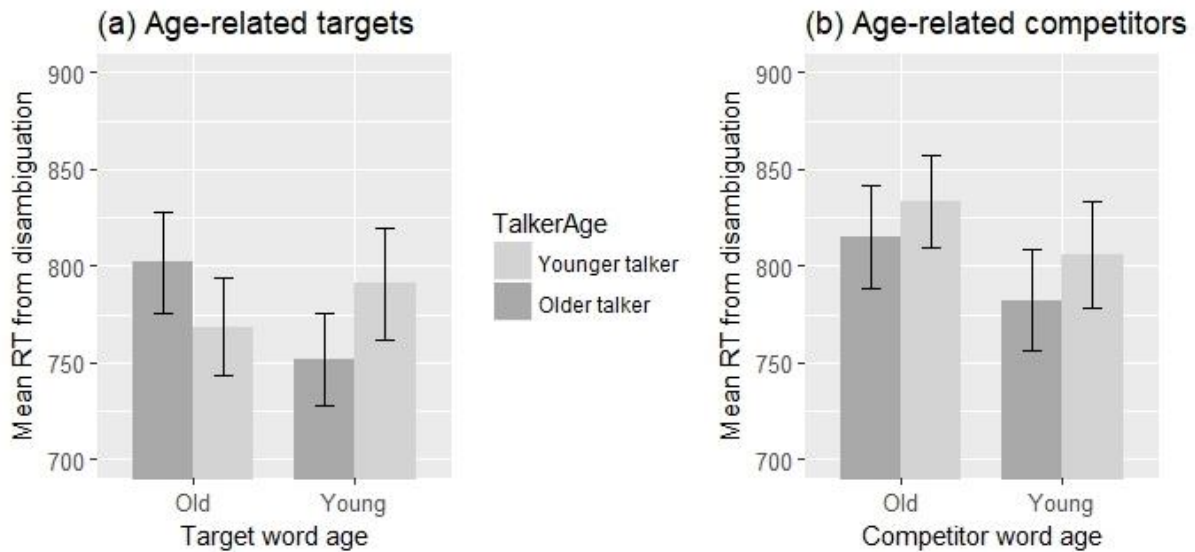 (a) Age-related targets
Mean RT from disambiguation
900
850
800
750
700
Old Young
Target word age
TalkerAge
Younger talker
Older talker
(b) Age-related competitors
Mean RT from disambiguation
900
850
800
750
700
Old Young
Competitor word age